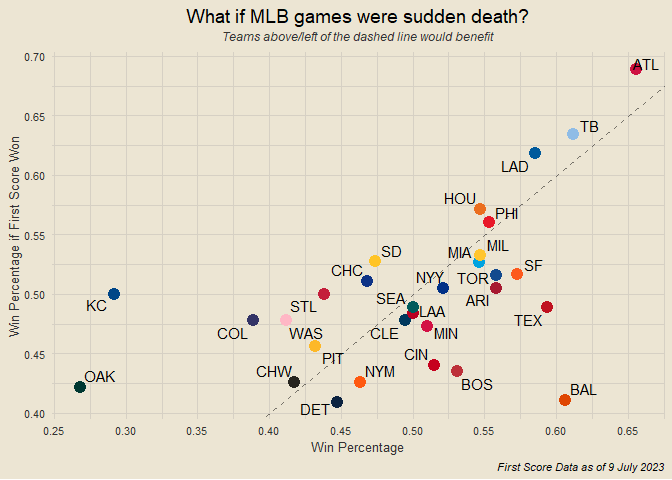 What if MLB games were sudden death?
Teams above/left of the dashed line would benefit
Win Percentage if First Score Won
0.70
0.65
0.60
0.55
0.50
0.45
0.40
ATL
TB
LAD
HOU
PHI
SD
MIA
MIL
CHC
NYY
TOR
SF
KC
STL
SEA
LAA
ARI
COL
WAS
CLE
MIN
TEX
PIT
CIN
OAK
CHW
NYM
BOS
BAL
DET
0.25
0.30
0.35
0.40
0.45
0.50
0.55
0.60
0.65
Win Percentage
First Score Data as of 9 July 2023